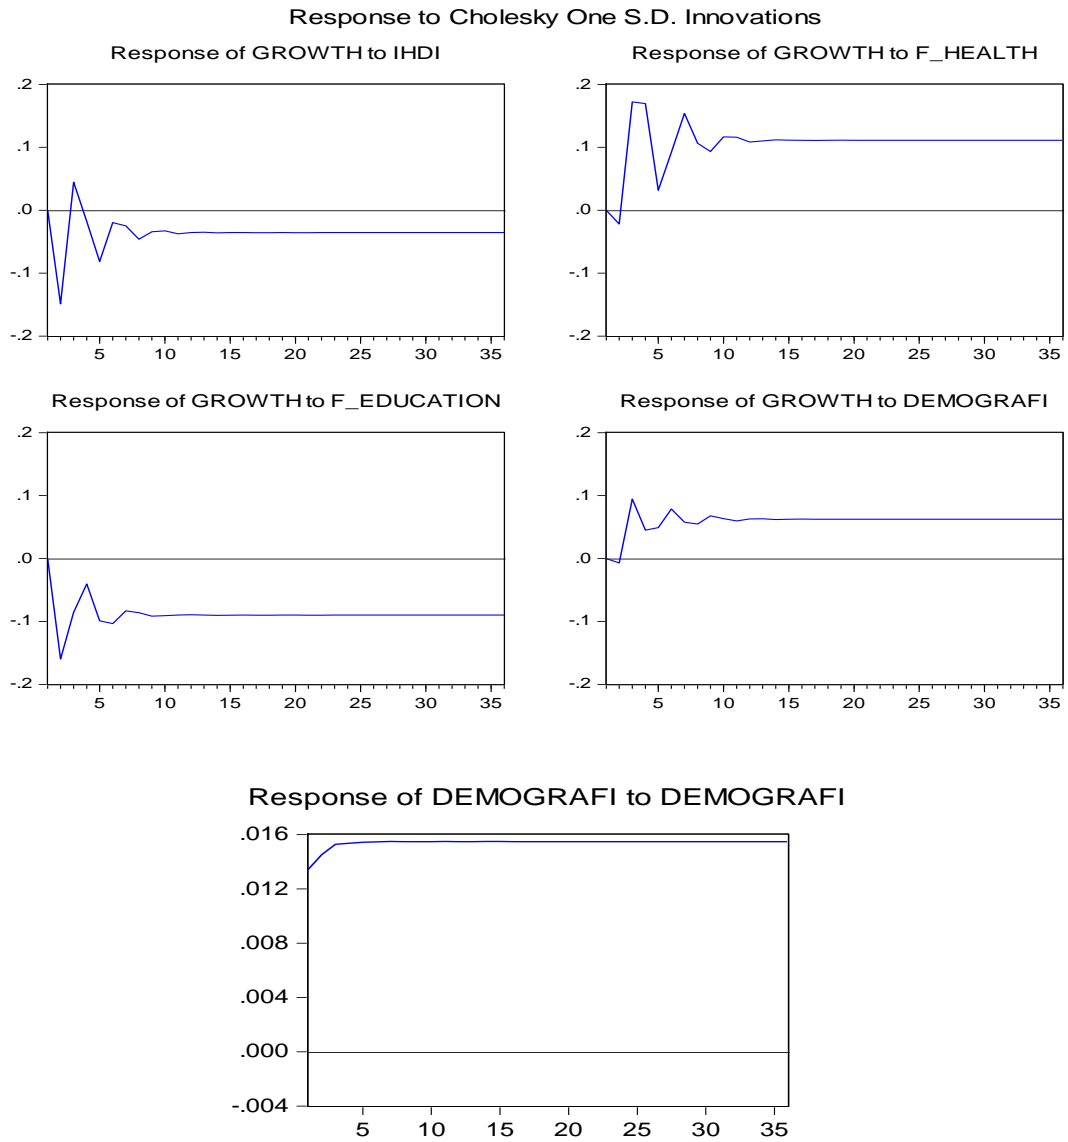 Response to Cholesky One S.D. Innovations
Response of GROWTH to IHDI
.2
.1
.0
-.1
-.2
5 10 15 20 25 30 35
Response of GROWTH to F_HEALTH
.2
.1
.0
-.1
-.2
5 10 15 20 25 30 35
Response of GROWTH to F_EDUCATION
.2
.1
.0
-.1
-.2
5 10 15 20 25 30 35
Response of GROWTH to DEMOGRAFI
.2
.1
.0
-.1
-.2
5 10 15 20 25 30 35
Response of DEMOGRAFI to DEMOGRAFI
.016
.012
.008
.004
.000
-.004
5 10 15 20 25 30 35